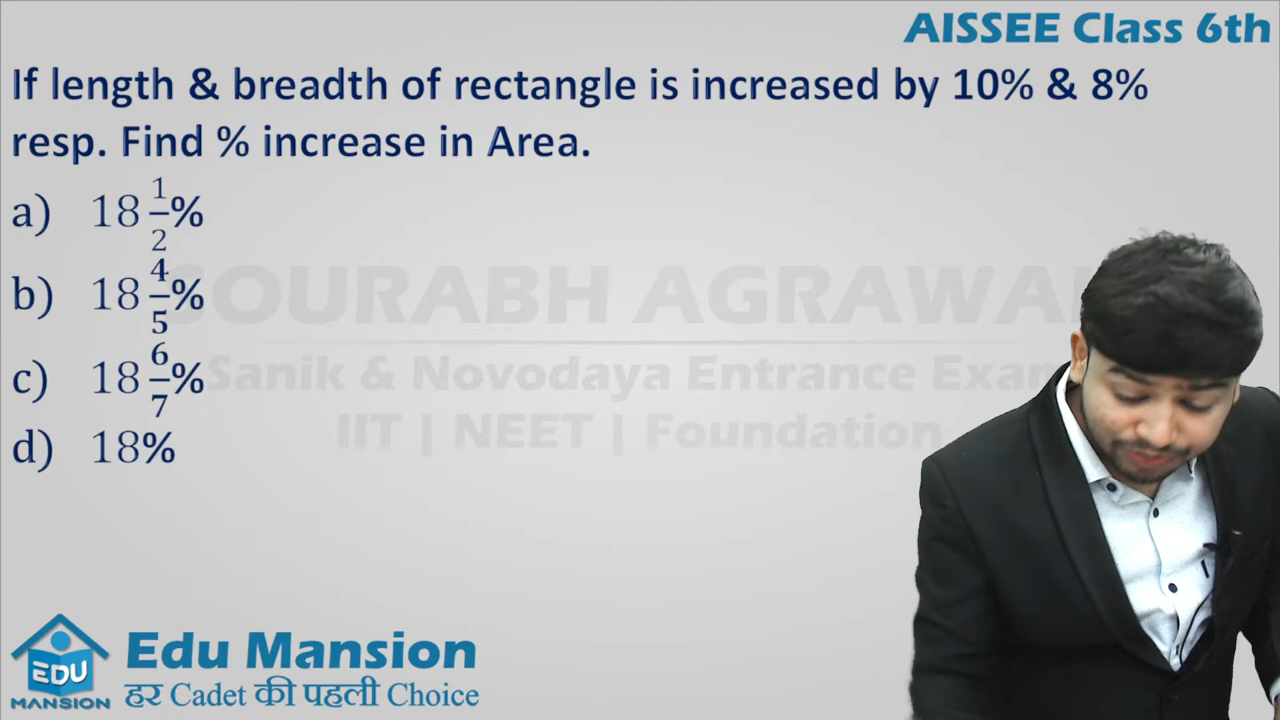 AISSEE Class 6th
If length & breadth of rectangle is increased by 10% & 8%
resp. Find % increase in Area.
a) 18 1/2%
b) 18 4/5%
c) 18 6/7%
d) 18%
SOURABH AGRAWAL
Sanik & Novodaya Entrance Exam
IIT | NEET | Foundation
EDU
MANSION
Edu Mansion
हर Cadet की पहली Choice